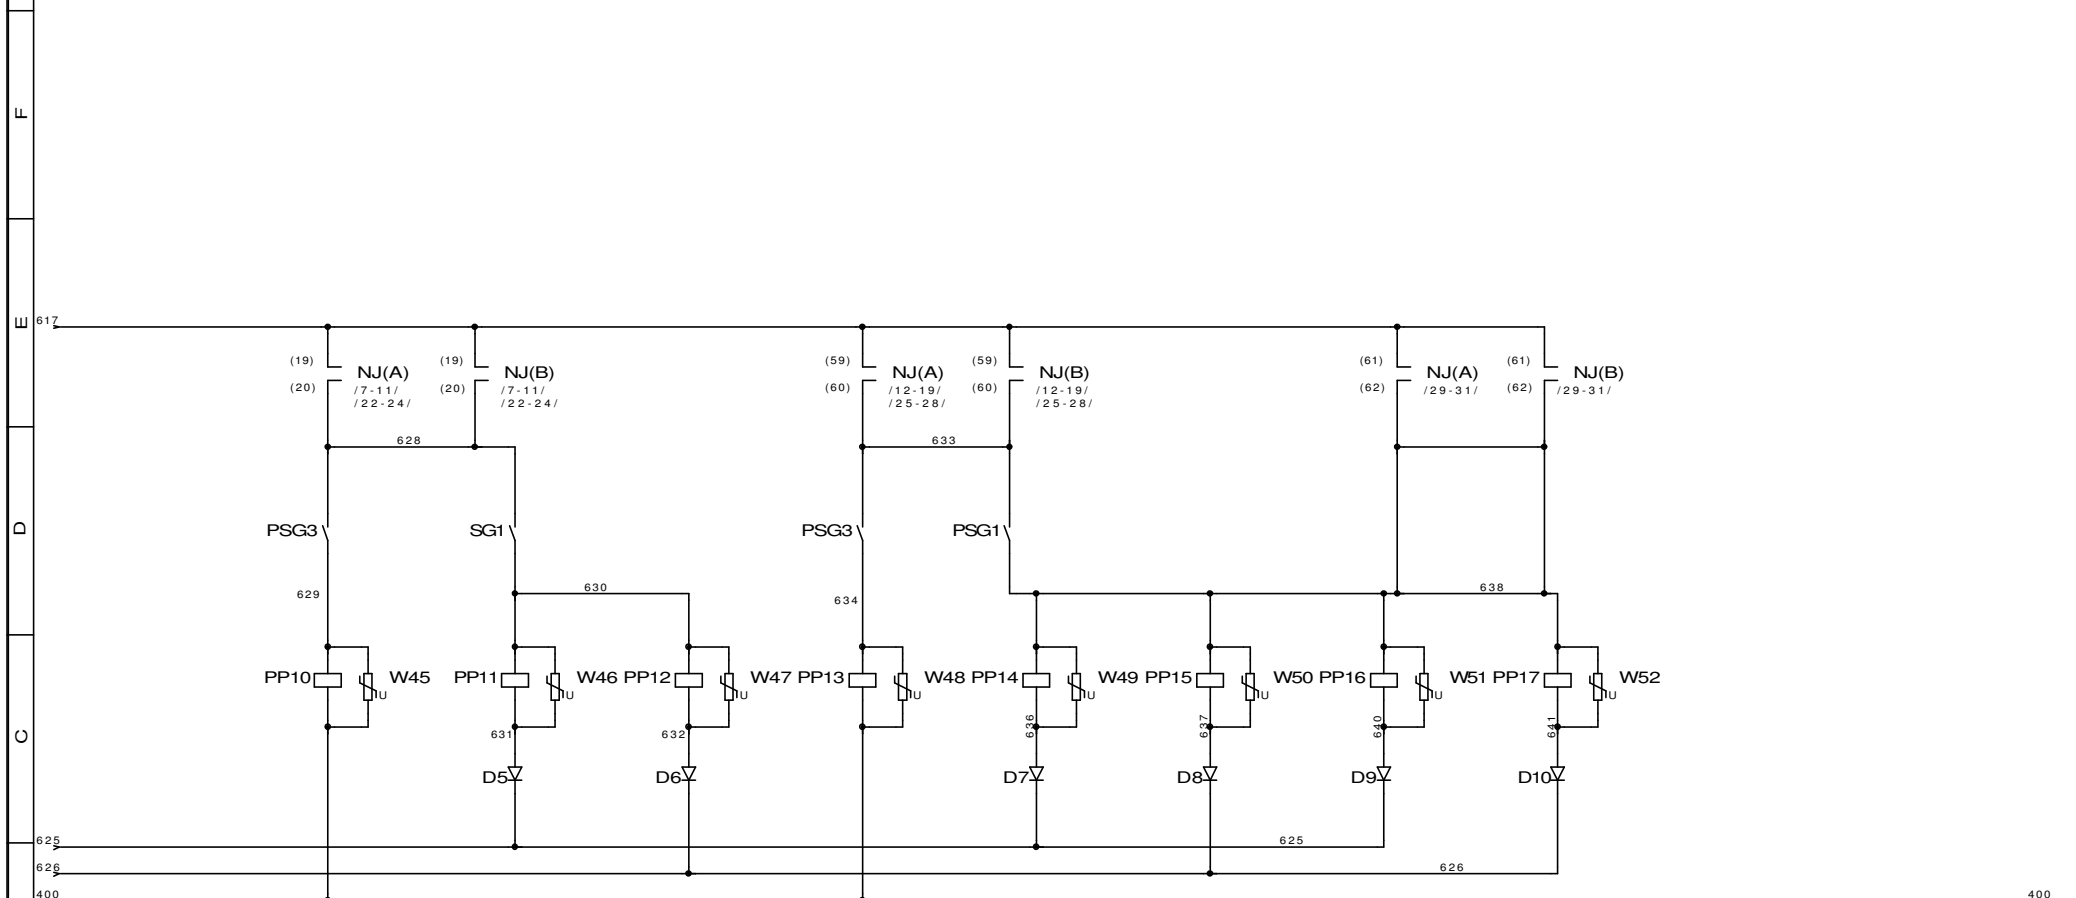 F
E
617
(19)
(19)
(59)
(59)
(61)
(61)
NJ(A)
NJ(B)
NJ(A)
NJ(B)
NJ(A)
NJ(B)
(20)
/7-11/
(20)
/7-11/
(60)
/12-19/
(60)
/12-19/
(62)
/29-31/
(62)
/29-31/
/22-24/
/22-24/
/25-28/
/25-28/
628
633
D
PSG3
SG1
PSG3
PSG1
629
630
634
638
PP10
W45
PP11
W46
PP12
W47
PP13
W48
PP14
W49
PP15
W50
PP16
W51
PP17
W52
U
U
U
U
U
U
U
U
C
631
632
636
637
640
641
D5
D6
D7
D8
D9
D10
625
625
626
626
400
400